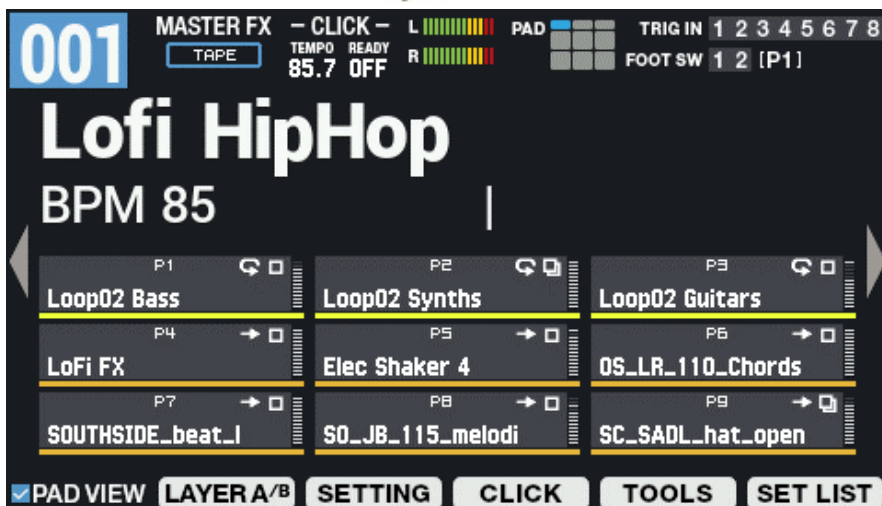 001 MASTER FX – CLICK – L PAD TRIG IN 1 2 3 4 5 6 7 8
TAPE TEMPO READY R FOOT SW 1 2 [P1]
85.7 OFF
Lofi HipHop
BPM 85
P1 P2 P3
Loop02 Bass Loop02 Synths Loop02 Guitars
P4 P5 P6
LoFi FX Elec Shaker 4 OS_LR_110_Chords
P7 P8 P9
SOUTHSIDE_beat_l SO_JB_115_melodi SC_SADL_hat_open
PAD VIEW LAYER A/B SETTING CLICK TOOLS SET LIST